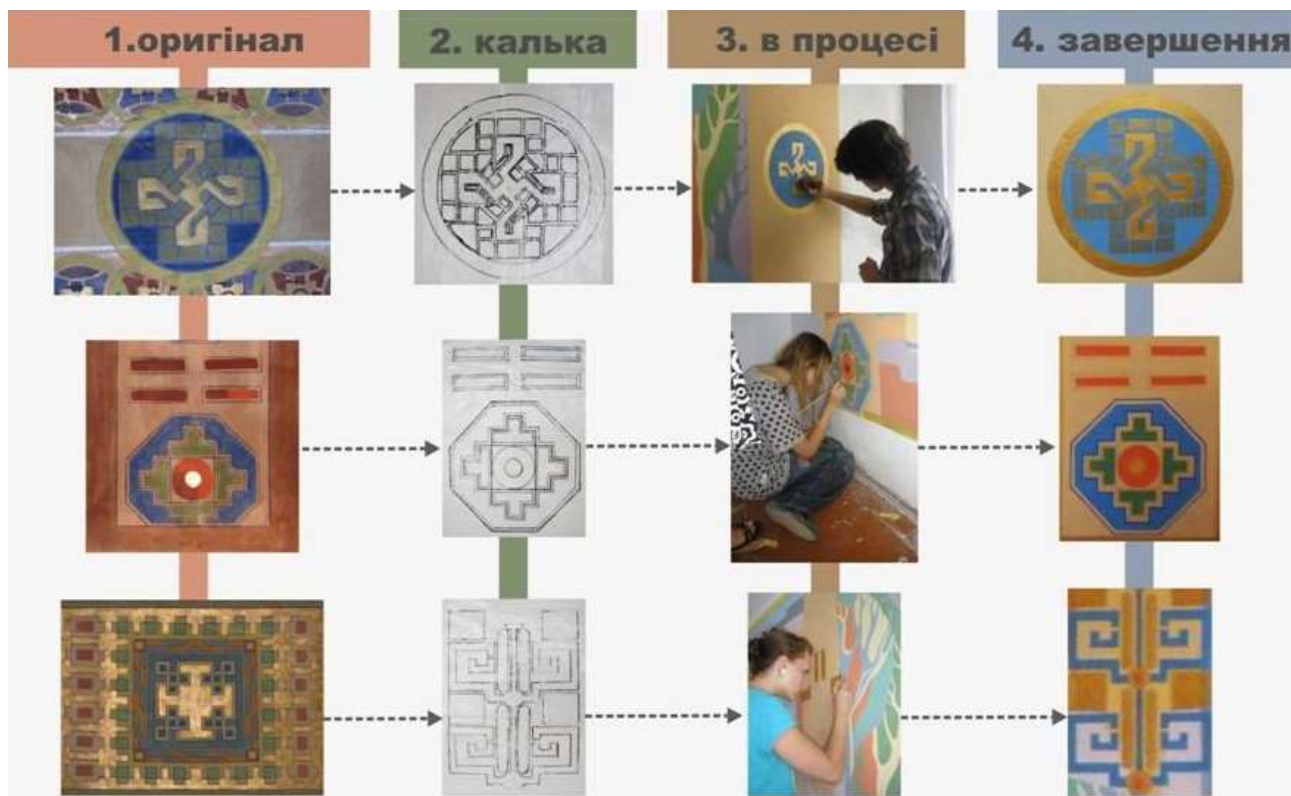 1.оригінал
2. калька
3. в процесі
4. завершення